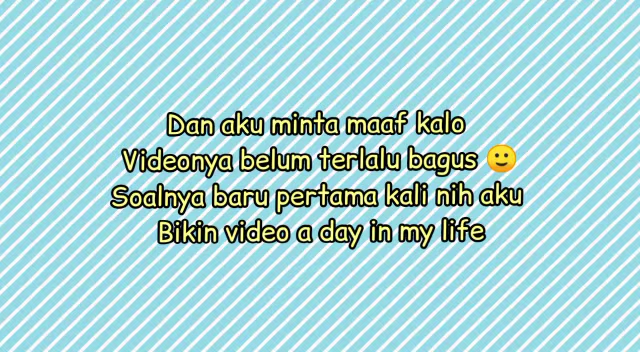 Dan aku minta maaf kalo
Videonya belum terlalu bagus 🙂
Soalnya baru pertama kali nih aku
Bikin video a day in my life